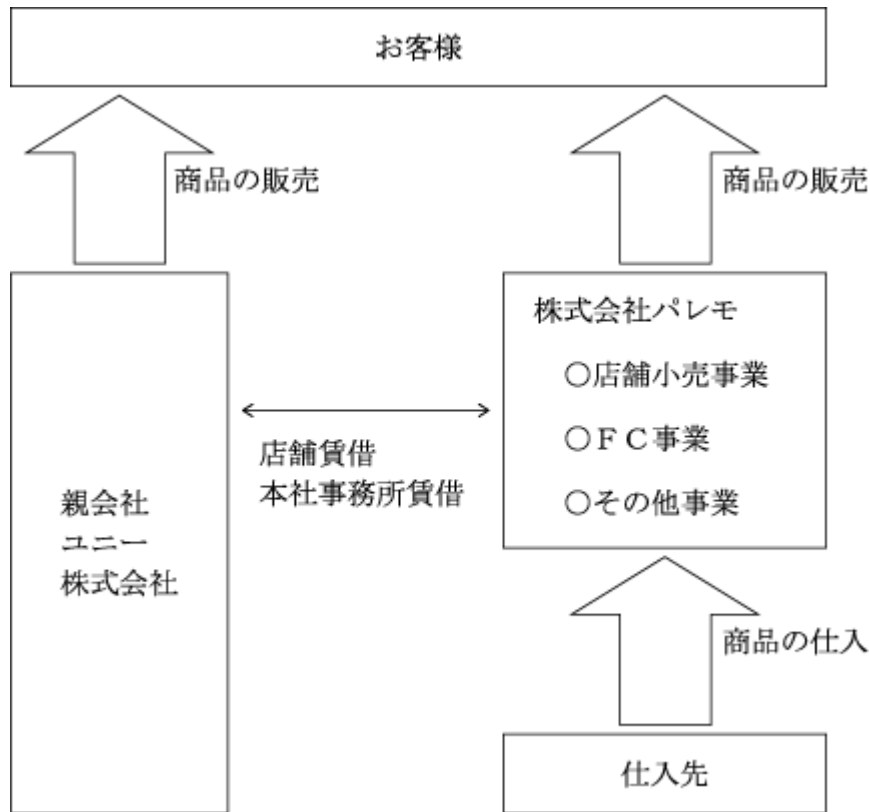 お客様
商品の販売
商品の販売
株式会社パレモ
○店舗小売事業
○ＦＣ事業
○その他事業
店舗賃借
本社事務所賃借
親会社
ユニー
株式会社
商品の仕入
仕入先